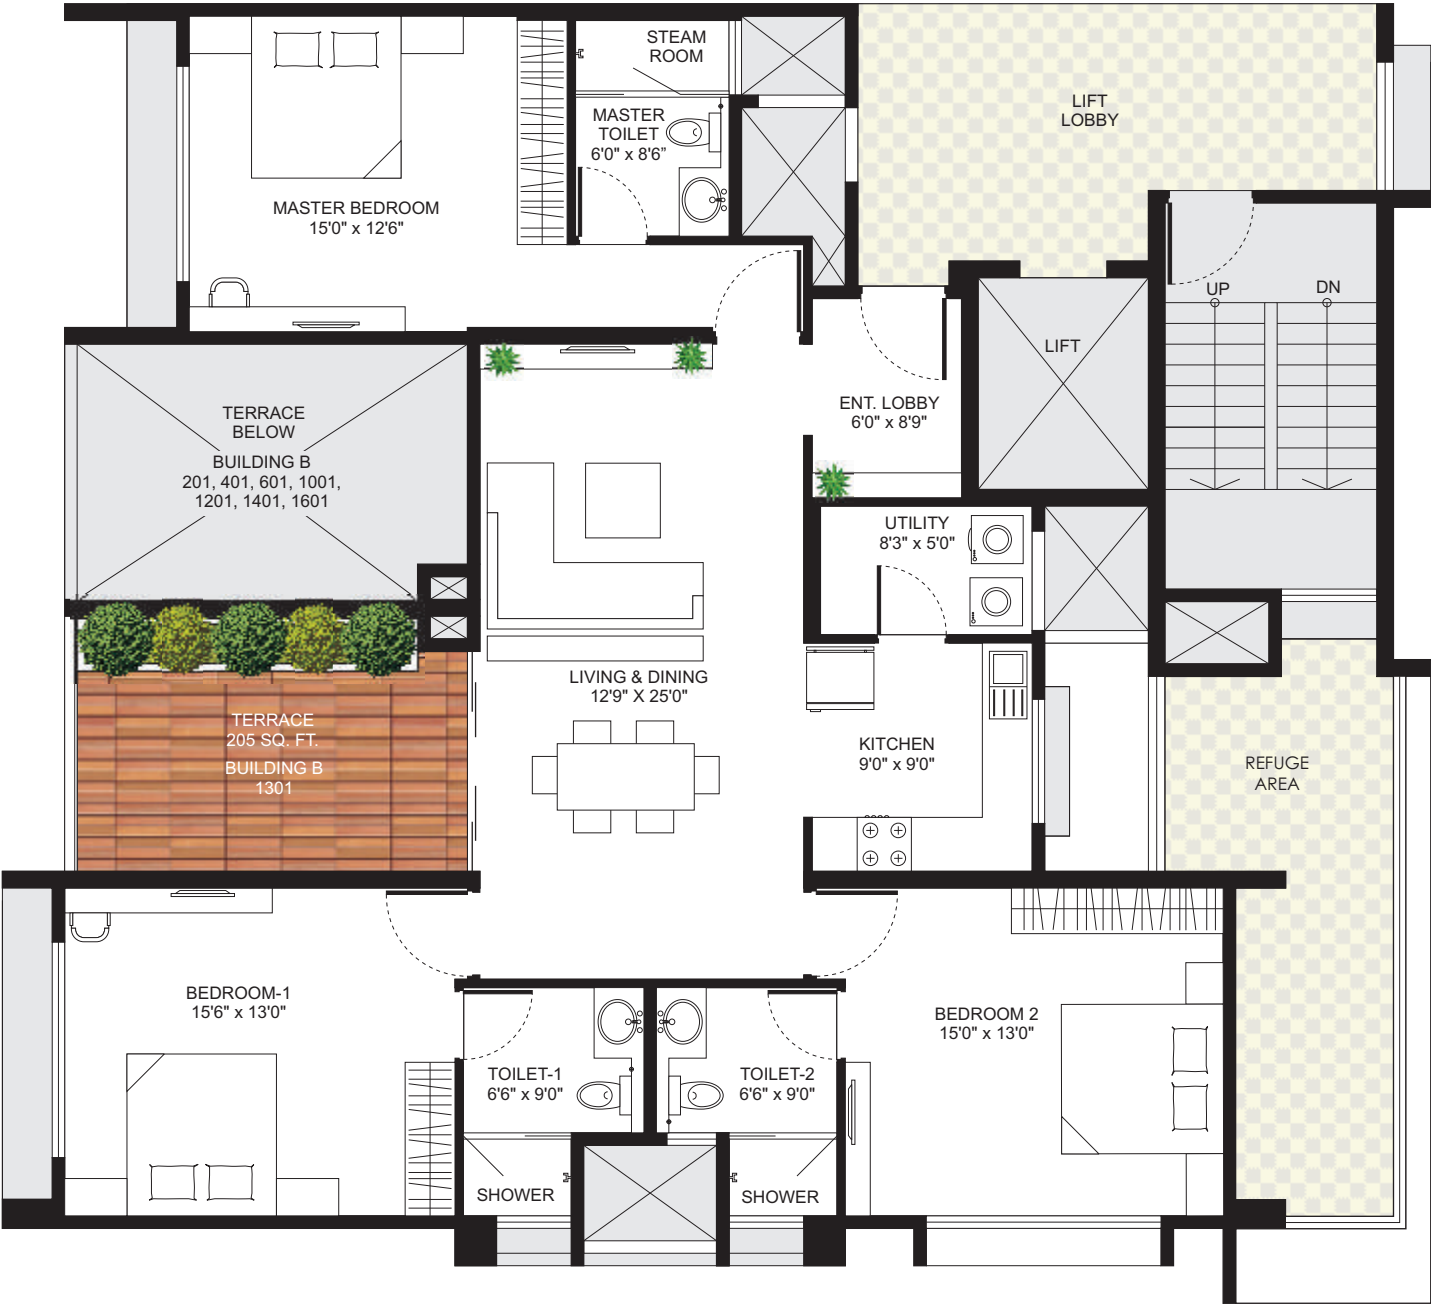 STEAM
ROOM
LIFT
LOBBY
MASTER
TOILET
6'0" x 8'6”
MASTER BEDROOM
15'0" x 12'6"
UP
DN
LIFT
ENT. LOBBY
6'0" x 8'9"
TERRACE
BELOW
BUILDING B
201, 401, 601, 1001,
1201, 1401, 1601
UTILITY
8'3" x 5'0"
LIVING & DINING
12'9" X 25'0"
TERRACE
205 SQ. FT.
BUILDING B
1301
KITCHEN
9'0" x 9'0"
REFUGE
AREA
BEDROOM-1
15'6" x 13'0"
BEDROOM 2
15'0" x 13'0"
TOILET-1
6'6" x 9'0"
TOILET-2
6'6" x 9'0"
SHOWER
SHOWER